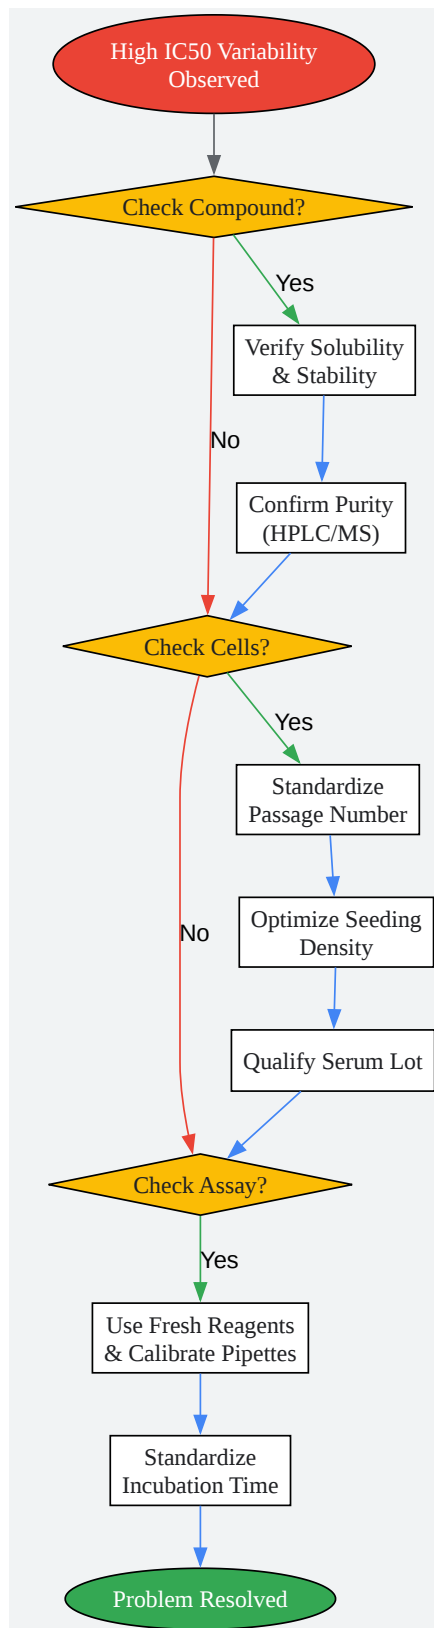 High IC50 Variability
Observed
Check Compound?
Yes
Verify Solubility
& Stability
No
Confirm Purity
(HPLC/MS)
Check Cells?
Yes
Standardize
Passage Number
Optimize Seeding
Density
No
Qualify Serum Lot
Check Assay?
Yes
Use Fresh Reagents
& Calibrate Pipettes
Standardize
Incubation Time
Problem Resolved